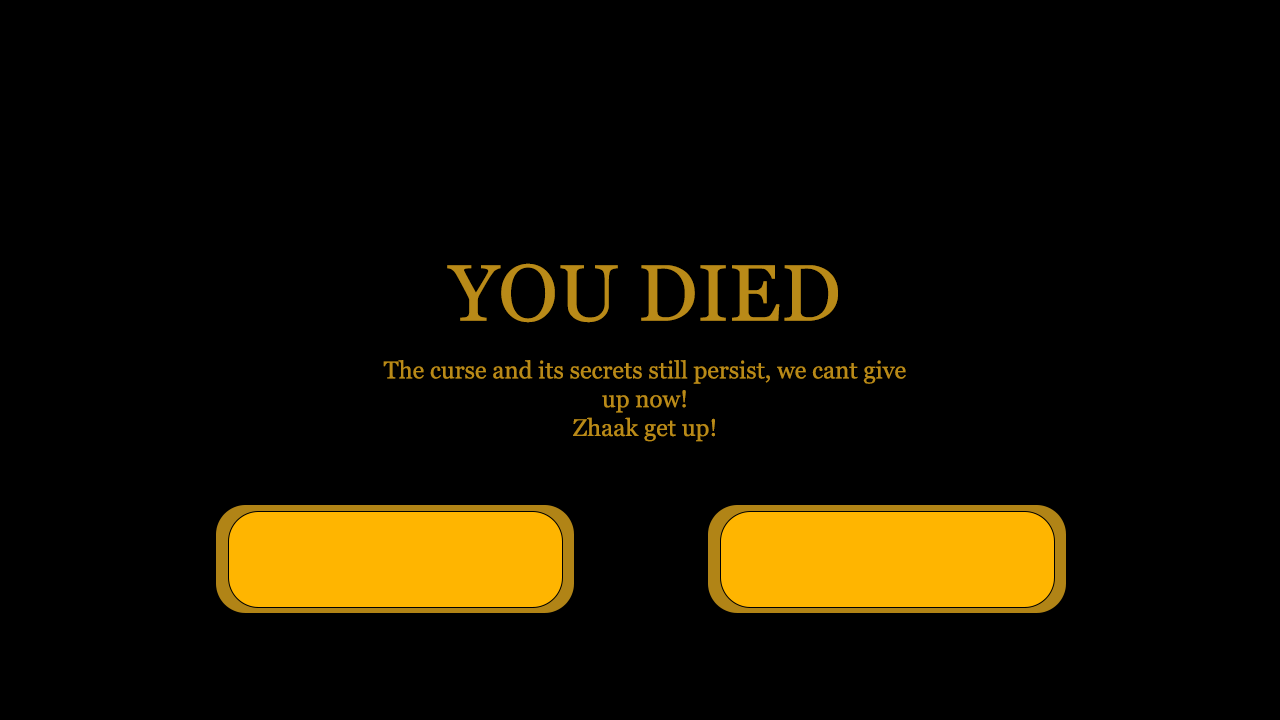 YOU DIED
The curse and its secrets still persist, we cant give
up now!
Zhaak get up!